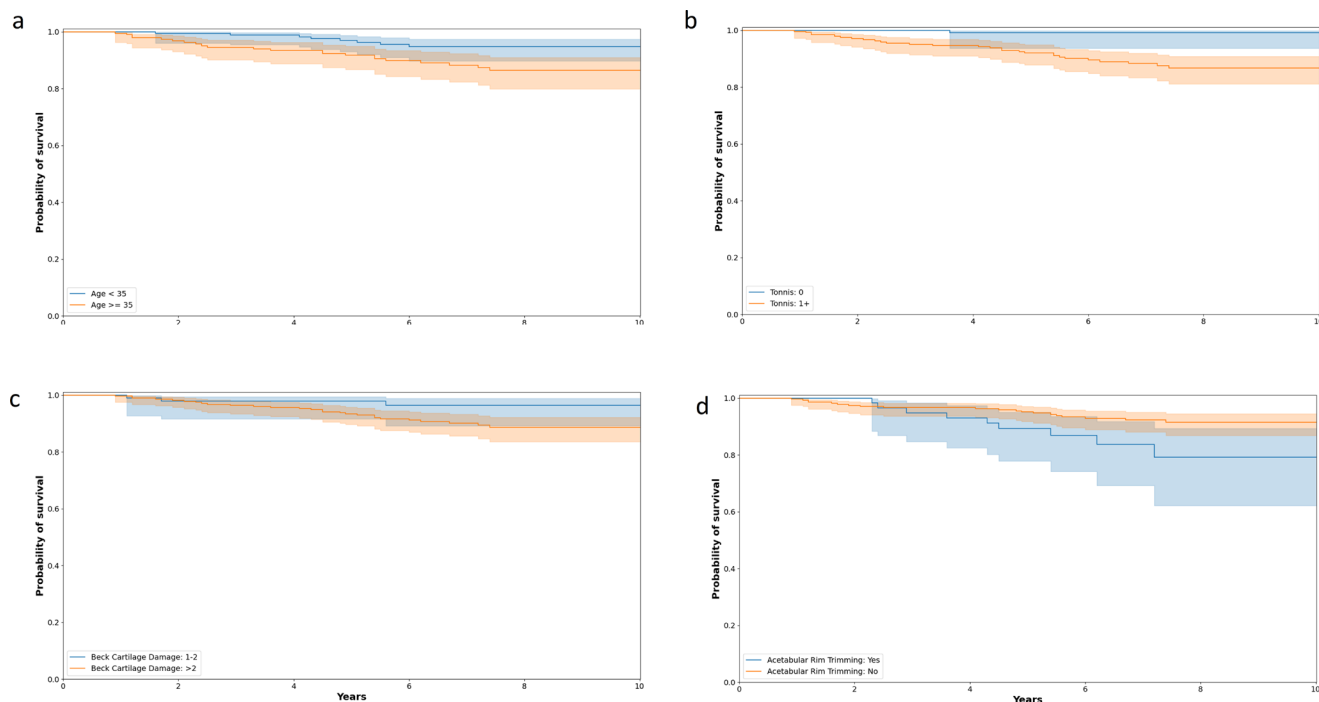 a
1.0
0.8
0.6
0.4
0.2
0.0
Probability of survival
Age < 35
Age >= 35
0
2
4
6
8
10
b
1.0
0.8
0.6
0.4
0.2
0.0
Probability of survival
Tonnis: 0
Tonnis: 1+
0
2
4
6
8
10
c
1.0
0.8
0.6
0.4
0.2
0.0
Probability of survival
Beck Cartilage Damage: 1-2
Beck Cartilage Damage: >2
0
2
4
6
8
10
Years
d
1.0
0.8
0.6
0.4
0.2
0.0
Probability of survival
Acetabular Rim Trimming: Yes
Acetabular Rim Trimming: No
0
2
4
6
8
10
Years